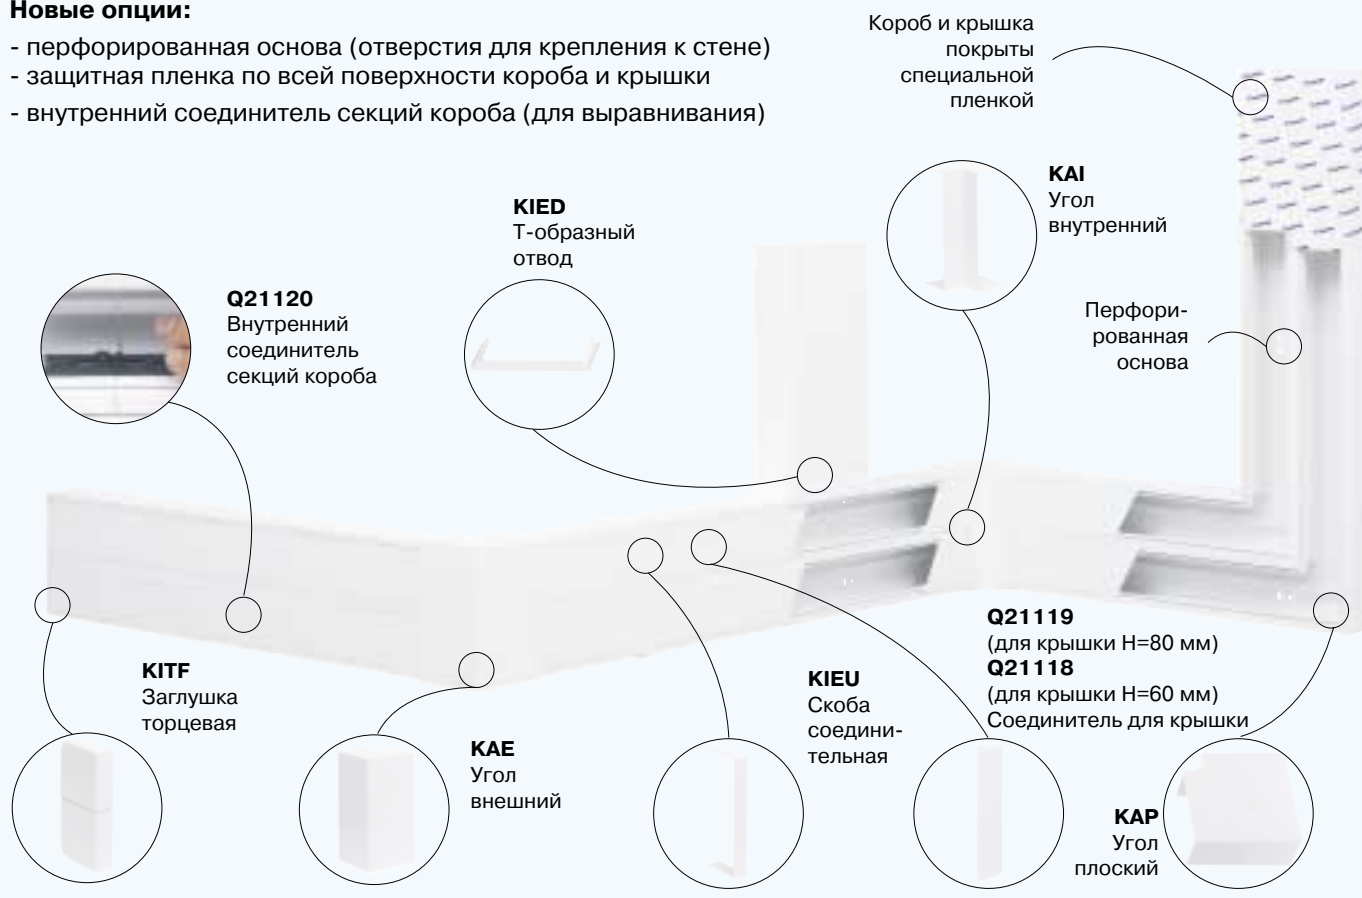 Новые опции:
- перфорированная основа (отверстия для крепления к стене)
- защитная пленка по всей поверхности короба и крышки
- внутренний соединитель секций короба (для выравнивания)
Короб и крышка
покрыты
специальной
пленкой
KAI
Угол
внутренний
KIED
Т-образный
отвод
Q21120
Внутренний
соединитель
секций короба
Перфори-
рованная
основа
Q21119
(для крышки H=80 мм)
Q21118
(для крышки H=60 мм)
Соединитель для крышки
KITF
Заглушка
торцевая
KIEU
Скоба
соедини-
тельная
KAE
Угол
внешний
KAP
Угол
плоский